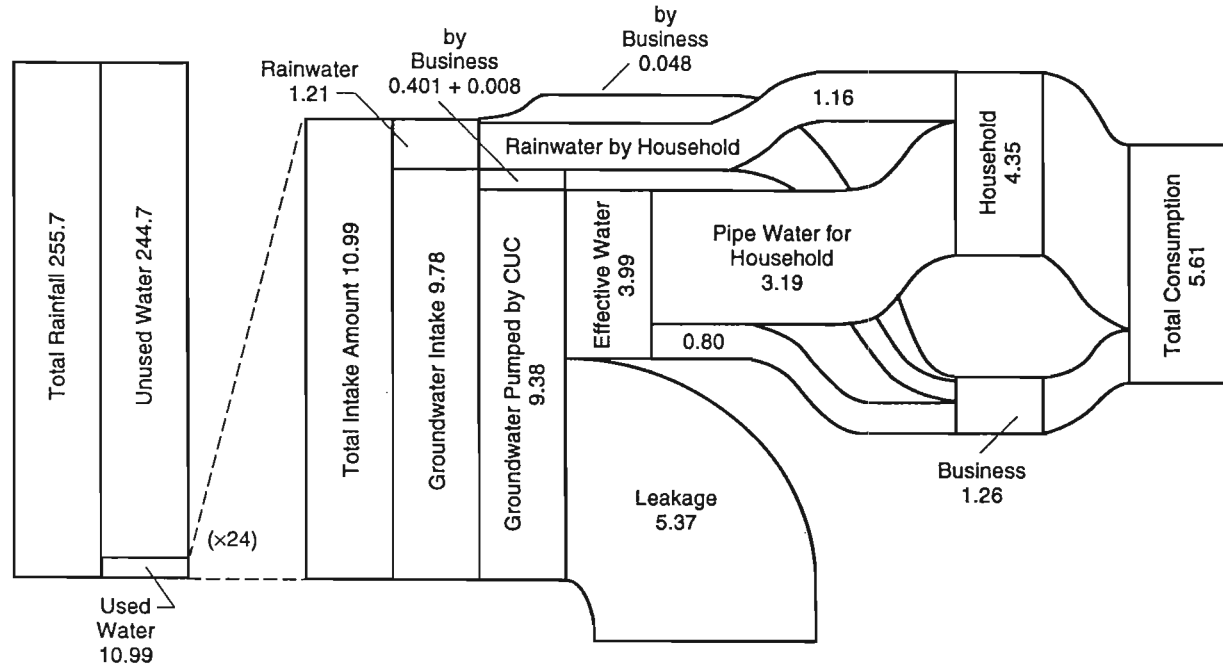 Total Rainfall 255.7
Unused Water 244.7
Used
Water
10.99
(×24)
Total Intake Amount 10.99
Rainwater
1.21
Groundwater Intake 9.78
by
Business
0.401 + 0.008
Groundwater Pumped by CUC
9.38
by
Business
0.048
Rainwater by Household
1.16
Effective Water
3.99
Pipe Water for
Household
3.19
0.80
Leakage
5.37
Household
4.35
Business
1.26
Total Consumption
5.61